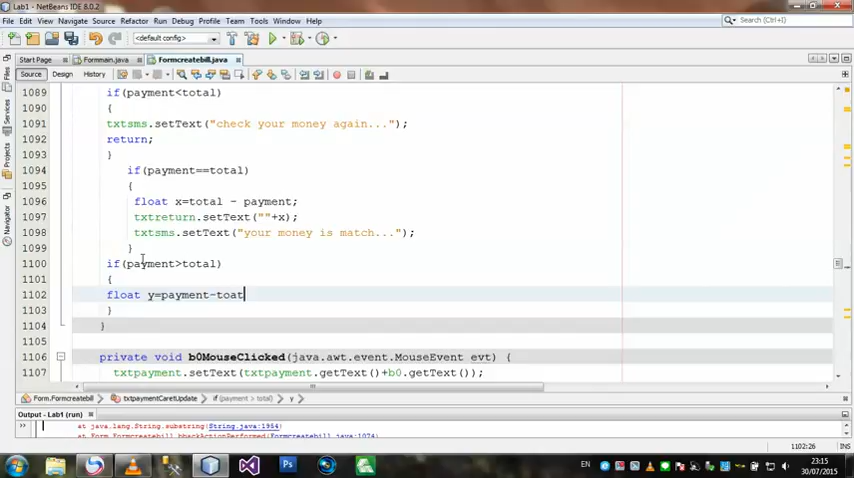 Lab1 - NetBeans IDE 8.0.2
File Edit View Navigate Source Refactor Run Debug Profile Team Tools Window Help
Search (Ctrl+I)
<default config>
Start Page Formmain.java Formcreatebill.java
Source Design History
Files
Services
Projects
Navigator
1089 if(payment<total)
1090 {
1091 txtsms.setText("check your money again...");
1092 return;
1093 }
1094 if(payment==total)
1095 {
1096 float x=total - payment;
1097 txtreturn.setText(""+x);
1098 txtsms.setText("your money is match...");
1099 }
1100 if(payment>total)
1101 {
1102 float y=payment-toat
1103 }
1104 }
1106 private void b0MouseClicked(java.awt.event.MouseEvent evt) {
1107 txtpayment.setText(txtpayment.getText()+b0.getText());
Form.Formcreatebill txtpaymentCaretUpdate if (payment > total) y
Output - Lab1 (run)
at java.lang.String.substring(String.java:1954)
at Form.Formcreatebill.bbackActionPerformed(Formcreatebill.java:1074)
1102:26 INS
EN
23:15
30/07/2015